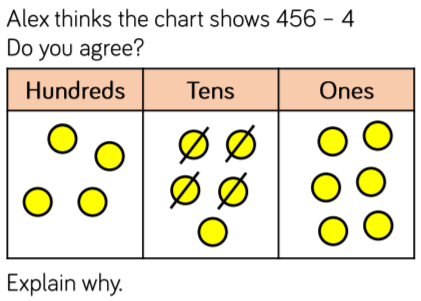 Alex thinks the chart shows 456 – 4
Do you agree?
Hundreds Tens Ones
Explain why.